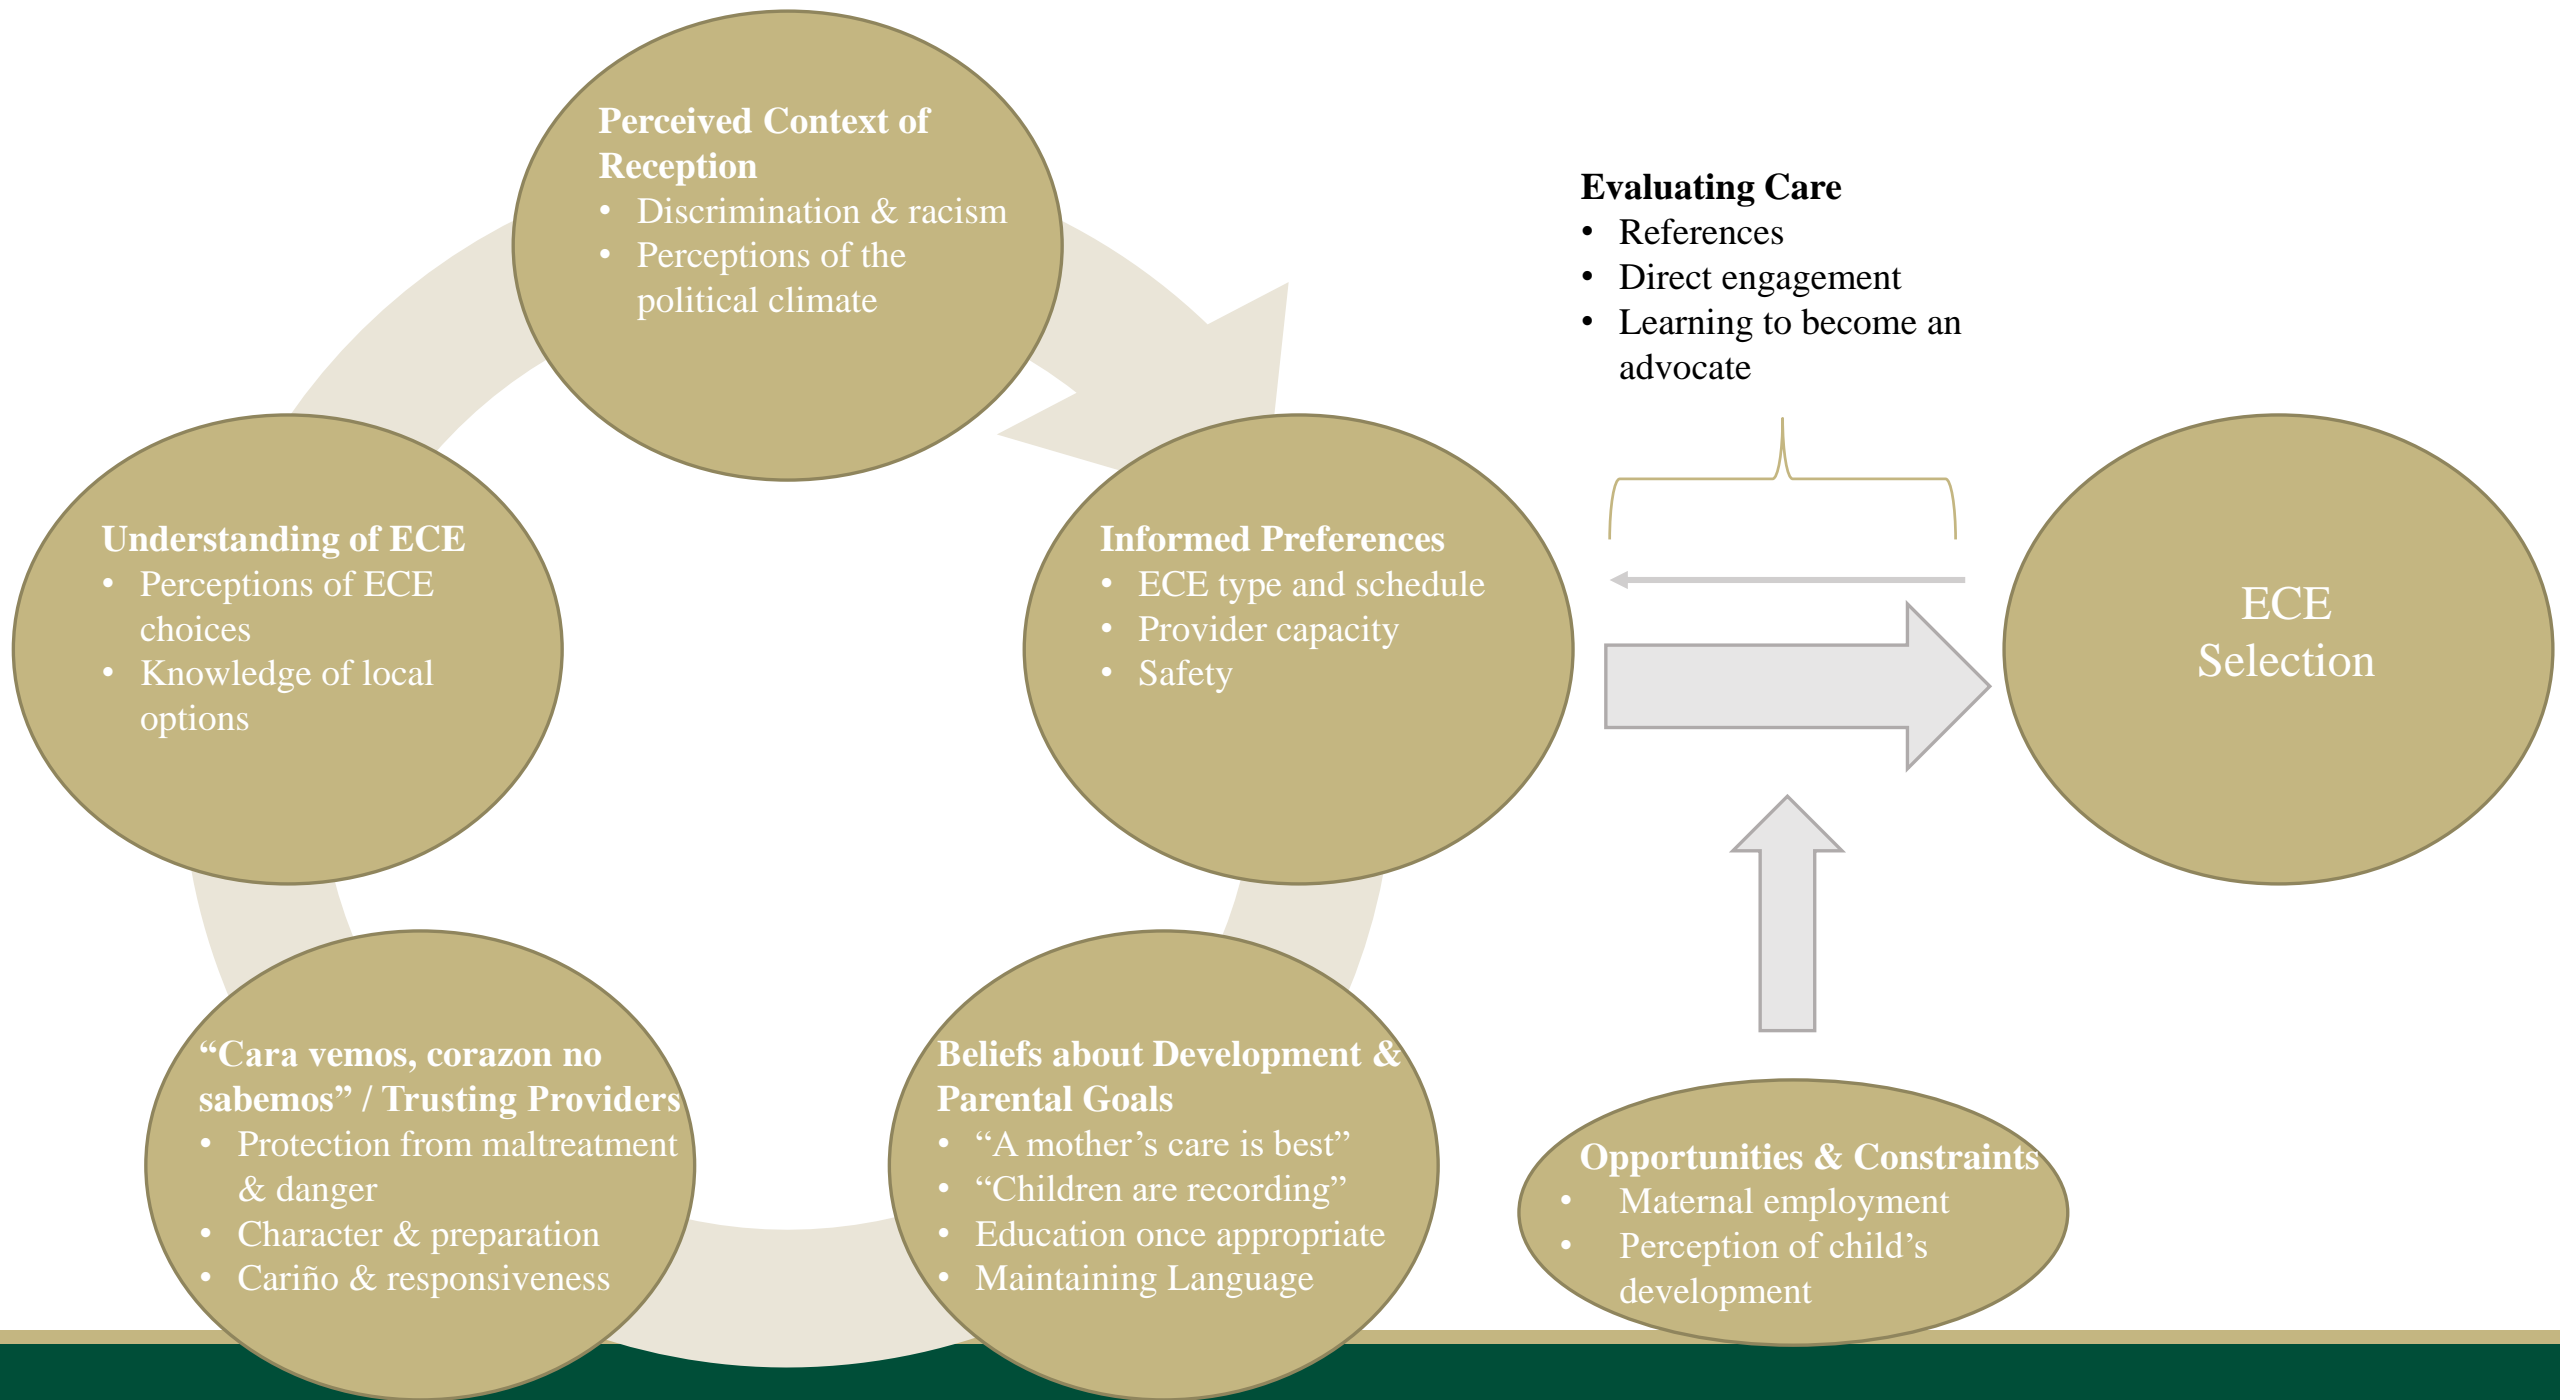 Perceived Context of
Reception
• Discrimination & racism
• Perceptions of the
political climate
Evaluating Care
• References
• Direct engagement
• Learning to become an
advocate
Understanding of ECE
• Perceptions of ECE
choices
• Knowledge of local
options
Informed Preferences
• ECE type and schedule
• Provider capacity
• Safety
ECE
Selection
“Cara vemos, corazon no
sabemos” / Trusting Providers
• Protection from maltreatment
& danger
• Character & preparation
• Cariño & responsiveness
Beliefs about Development &
Parental Goals
• “A mother’s care is best”
• “Children are recording”
• Education once appropriate
• Maintaining Language
Opportunities & Constraints
• Maternal employment
• Perception of child’s
development